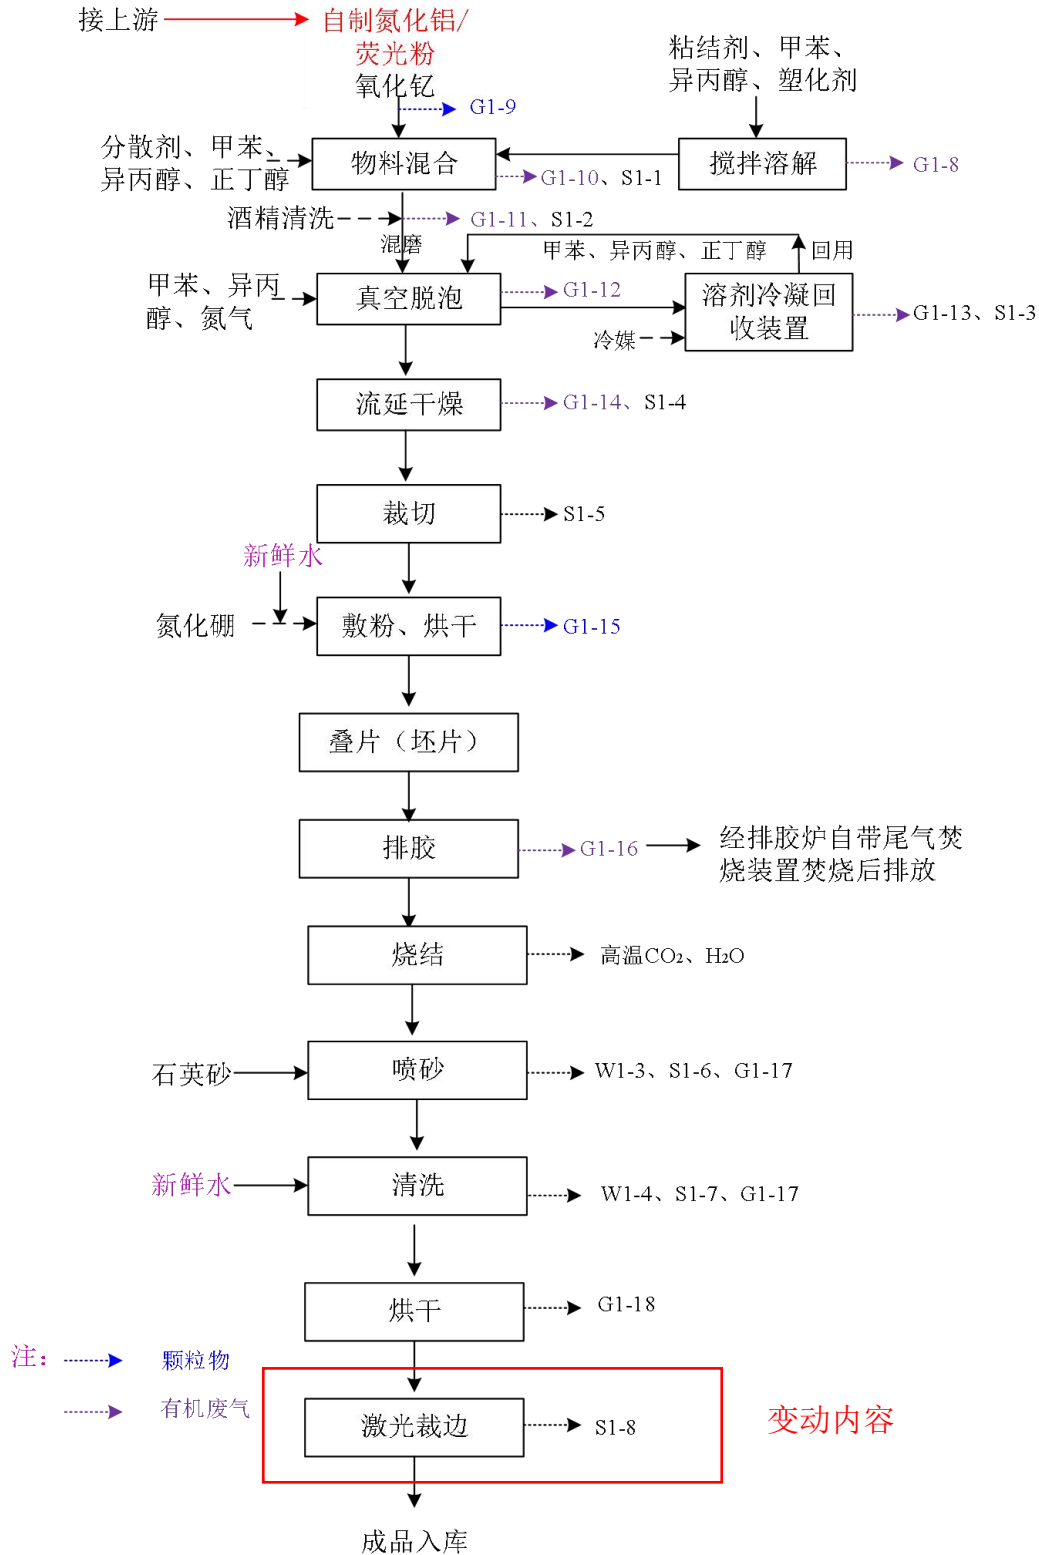 接上游
自制氮化铝/
荧光粉
氧化钇
粘结剂、甲苯、
异丙醇、塑化剂
G1-9
分散剂、甲苯、
异丙醇、正丁醇
物料混合
搅拌溶解
G1-8
G1-10、S1-1
酒精清洗
G1-11、S1-2
混磨
甲苯、异丙醇、正丁醇
回用
甲苯、异丙
醇、氮气
真空脱泡
G1-12
溶剂冷凝回
收装置
G1-13、S1-3
冷媒
流延干燥
G1-14、S1-4
裁切
S1-5
新鲜水
氮化硼
敷粉、烘干
G1-15
叠片（坯片）
排胶
G1-16
经排胶炉自带尾气焚
烧装置焚烧后排放
烧结
高温CO₂、H₂O
石英砂
喷砂
W1-3、S1-6、G1-17
新鲜水
清洗
W1-4、S1-7、G1-17
烘干
G1-18
注：
颗粒物
有机废气
激光裁边
S1-8
变动内容
成品入库